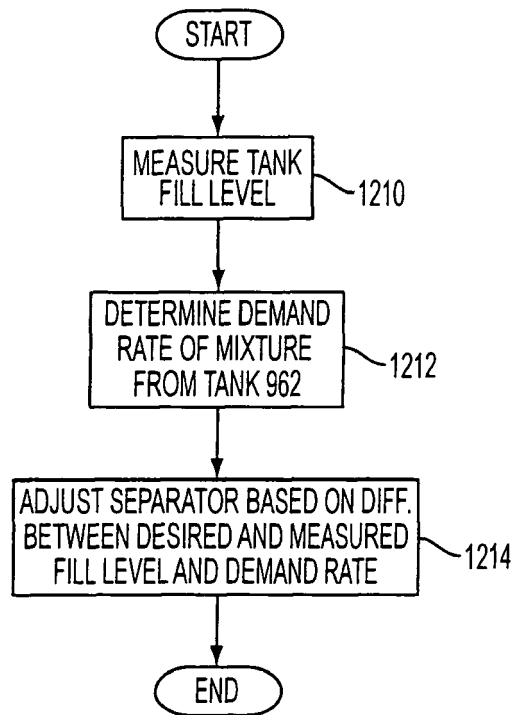 START
MEASURE TANK
FILL LEVEL
1210
DETERMINE DEMAND
RATE OF MIXTURE
FROM TANK 962
1212
ADJUST SEPARATOR BASED ON DIFF.
BETWEEN DESIRED AND MEASURED
FILL LEVEL AND DEMAND RATE
1214
END